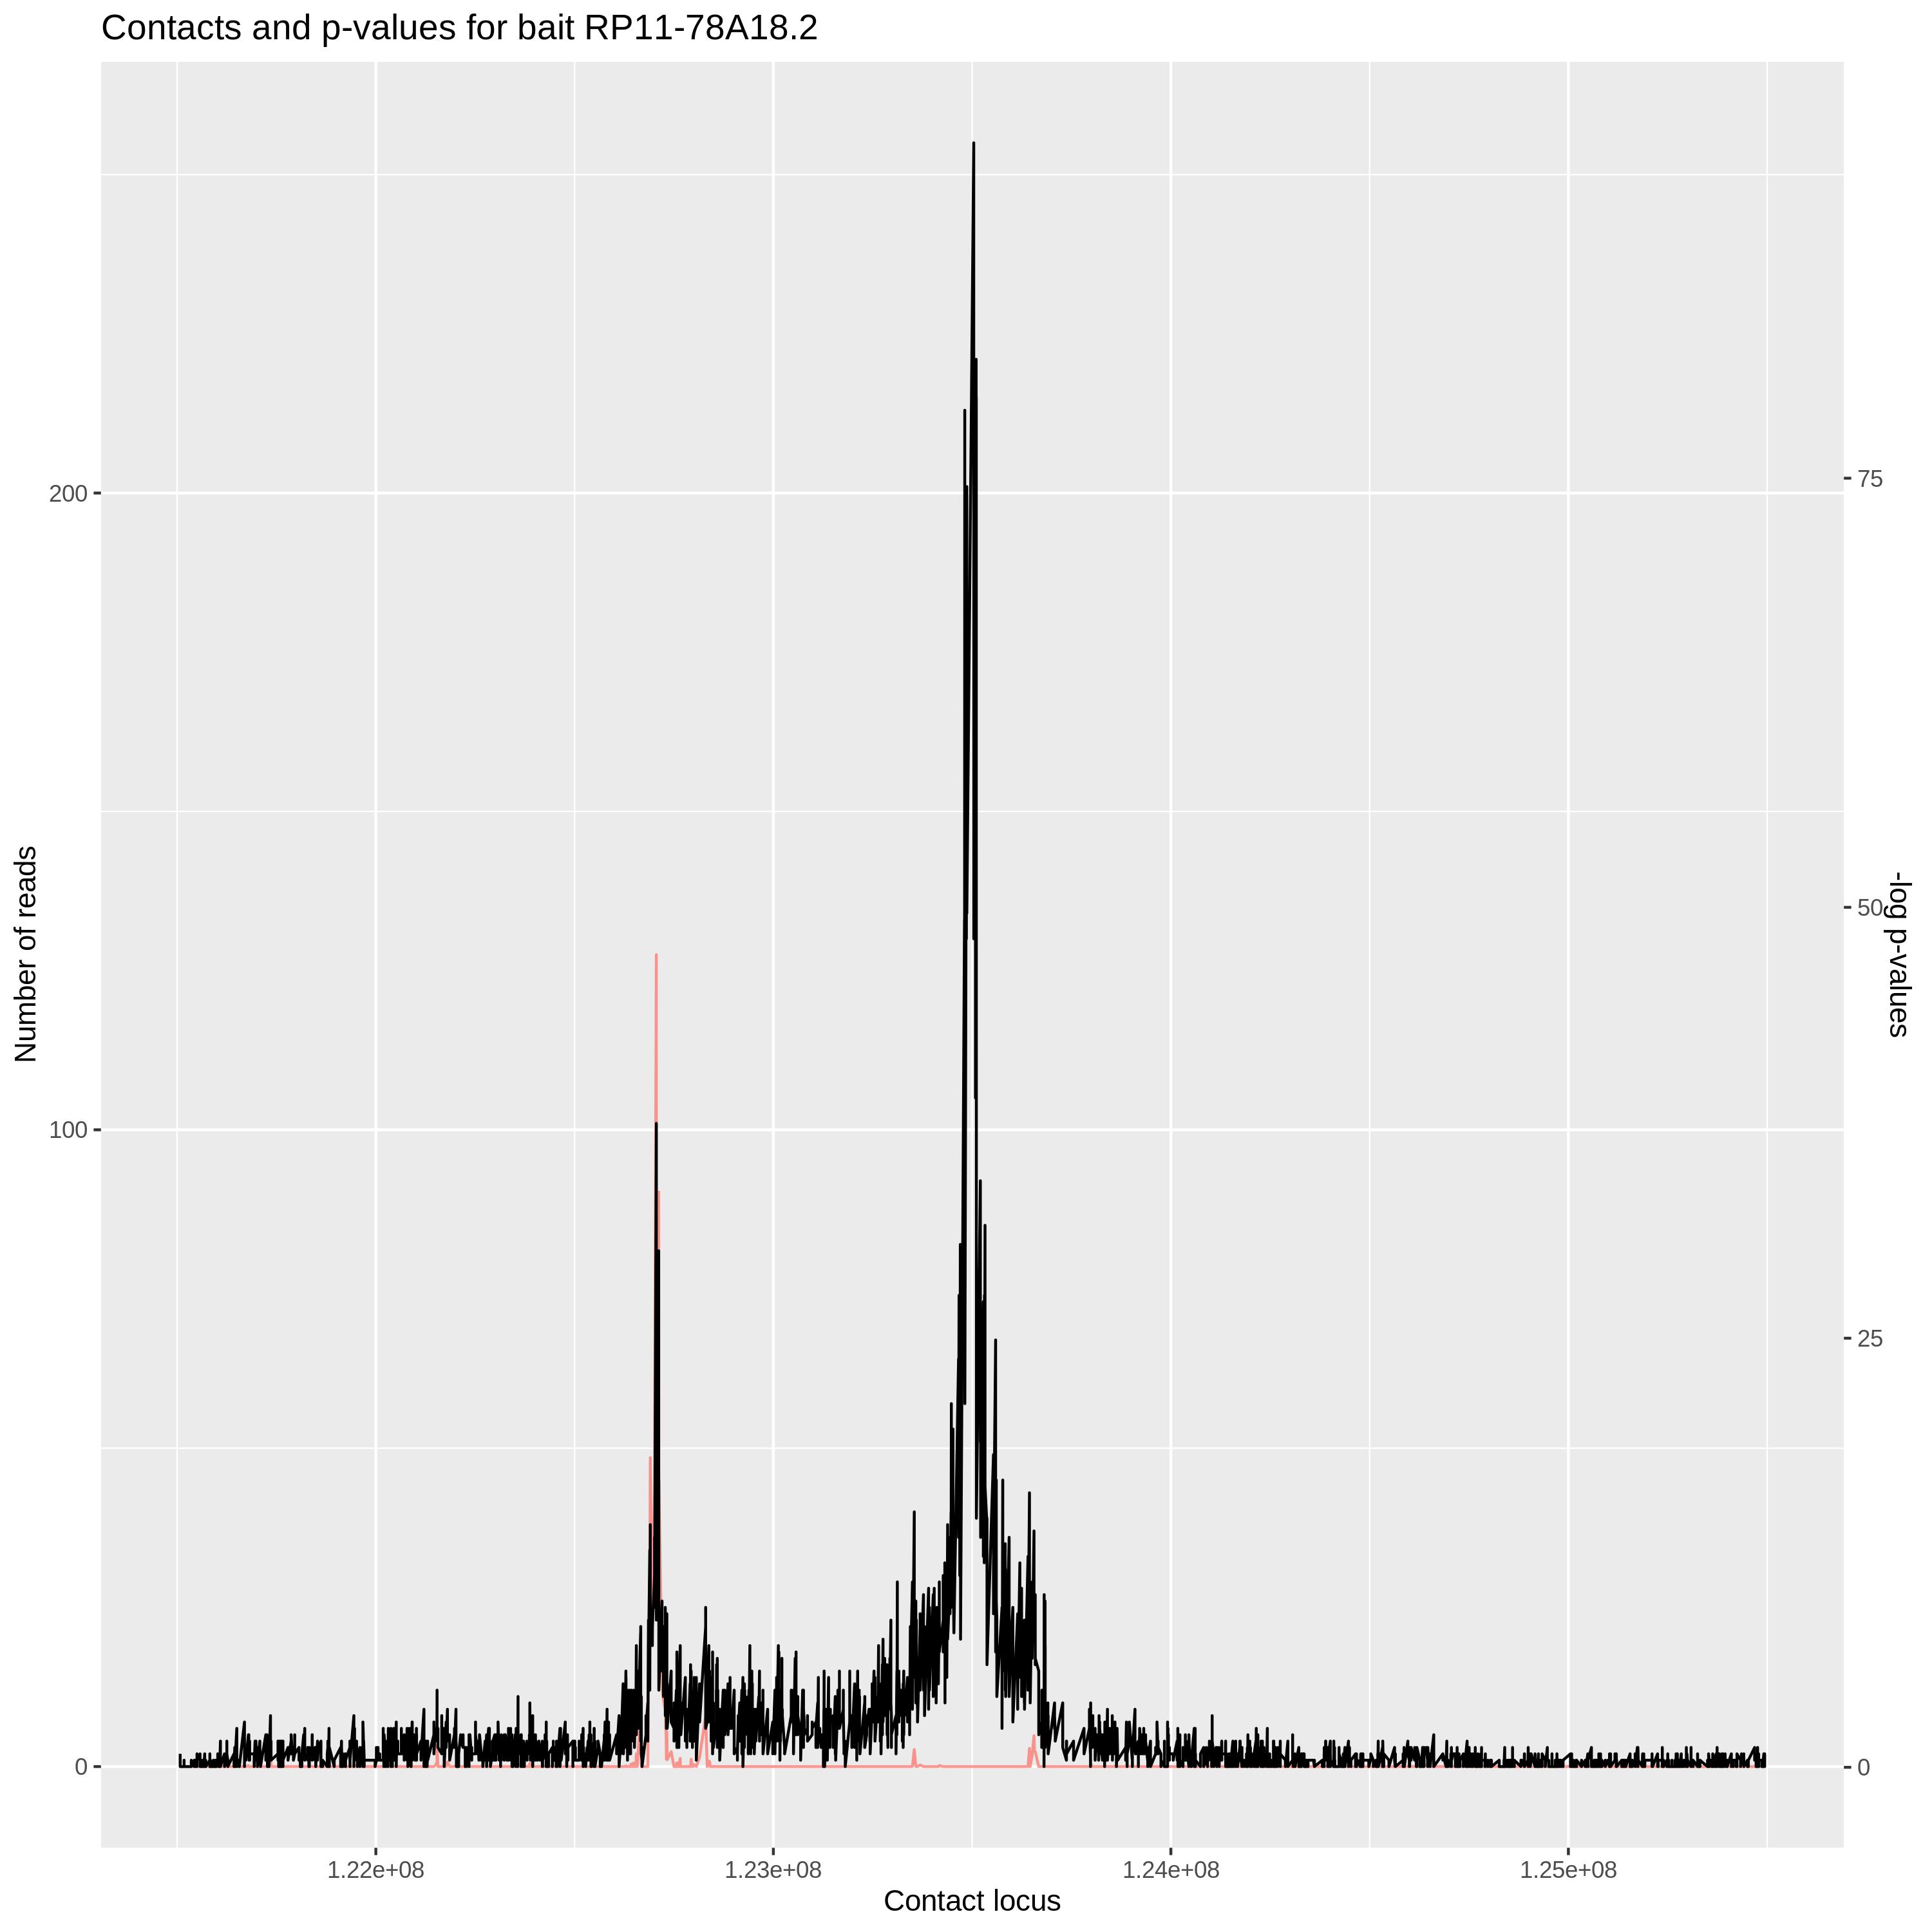 Contacts and p-values for bait RP11-78A18.2
Number of reads
200
100
0
75
50
25
0
-log p-values
1.22e+08
1.23e+08
1.24e+08
1.25e+08
Contact locus